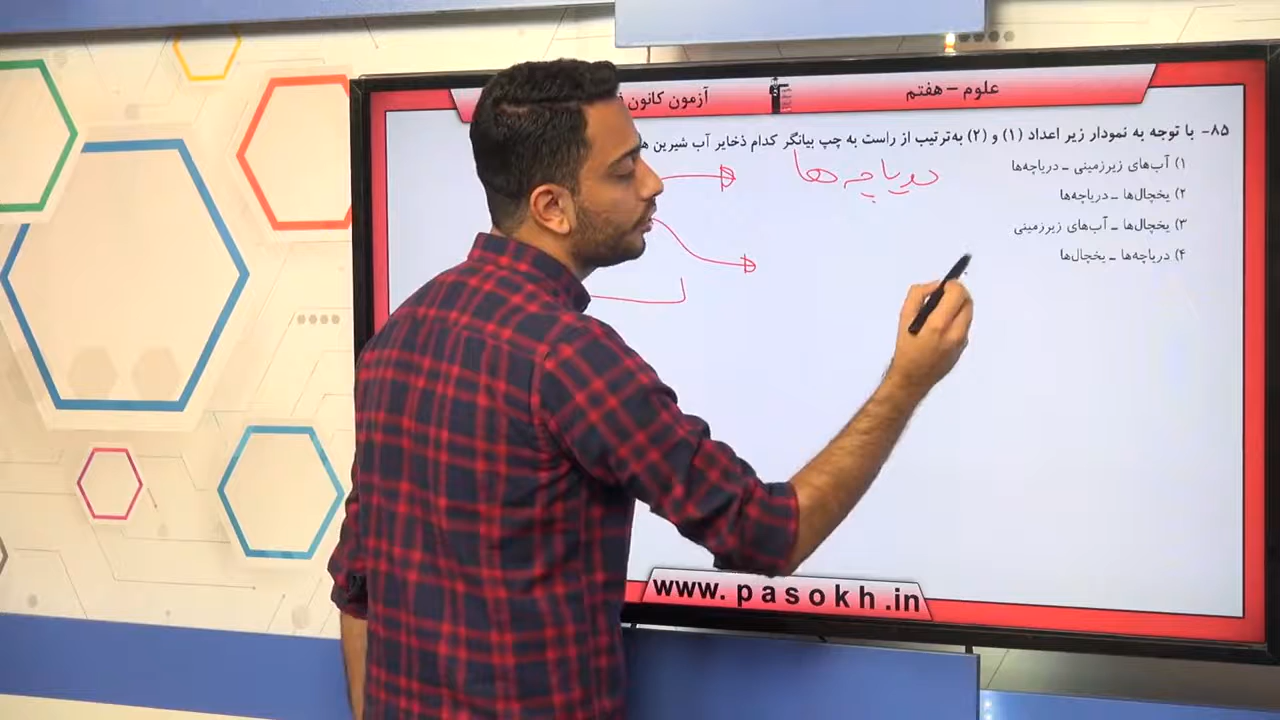 علوم - هفتم
آزمون کانون
۸۵- با توجه به نمودار زیر اعداد (۱) و (۲) به‌ترتیب از راست به چپ بیانگر کدام ذخایر آب شیرین
۱) آب‌های زیرزمینی ـ دریاچه‌ها
۲) یخچال‌ها ـ دریاچه‌ها
۳) یخچال‌ها ـ آب‌های زیرزمینی
۴) دریاچه‌ها ـ یخچال‌ها
دریاچه‌ها
www.pasokh.in